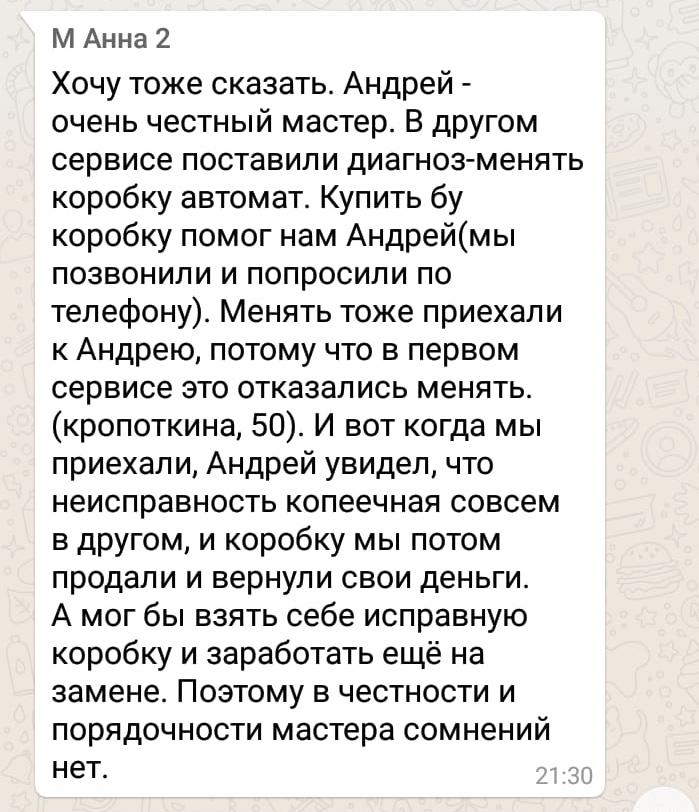 М Анна 2
Хочу тоже сказать. Андрей -
очень честный мастер. В другом
сервисе поставили диагноз-менять
коробку автомат. Купить бу
коробку помог нам Андрей(мы
позвонили и попросили по
телефону). Менять тоже приехали
к Андрею, потому что в первом
сервисе это отказались менять.
(кропоткина, 50). И вот когда мы
приехали, Андрей увидел, что
неисправность копеечная совсем
в другом, и коробку мы потом
продали и вернули свои деньги.
А мог бы взять себе исправную
коробку и заработать ещё на
замене. Поэтому в честности и
порядочности мастера сомнений
нет.
21:30